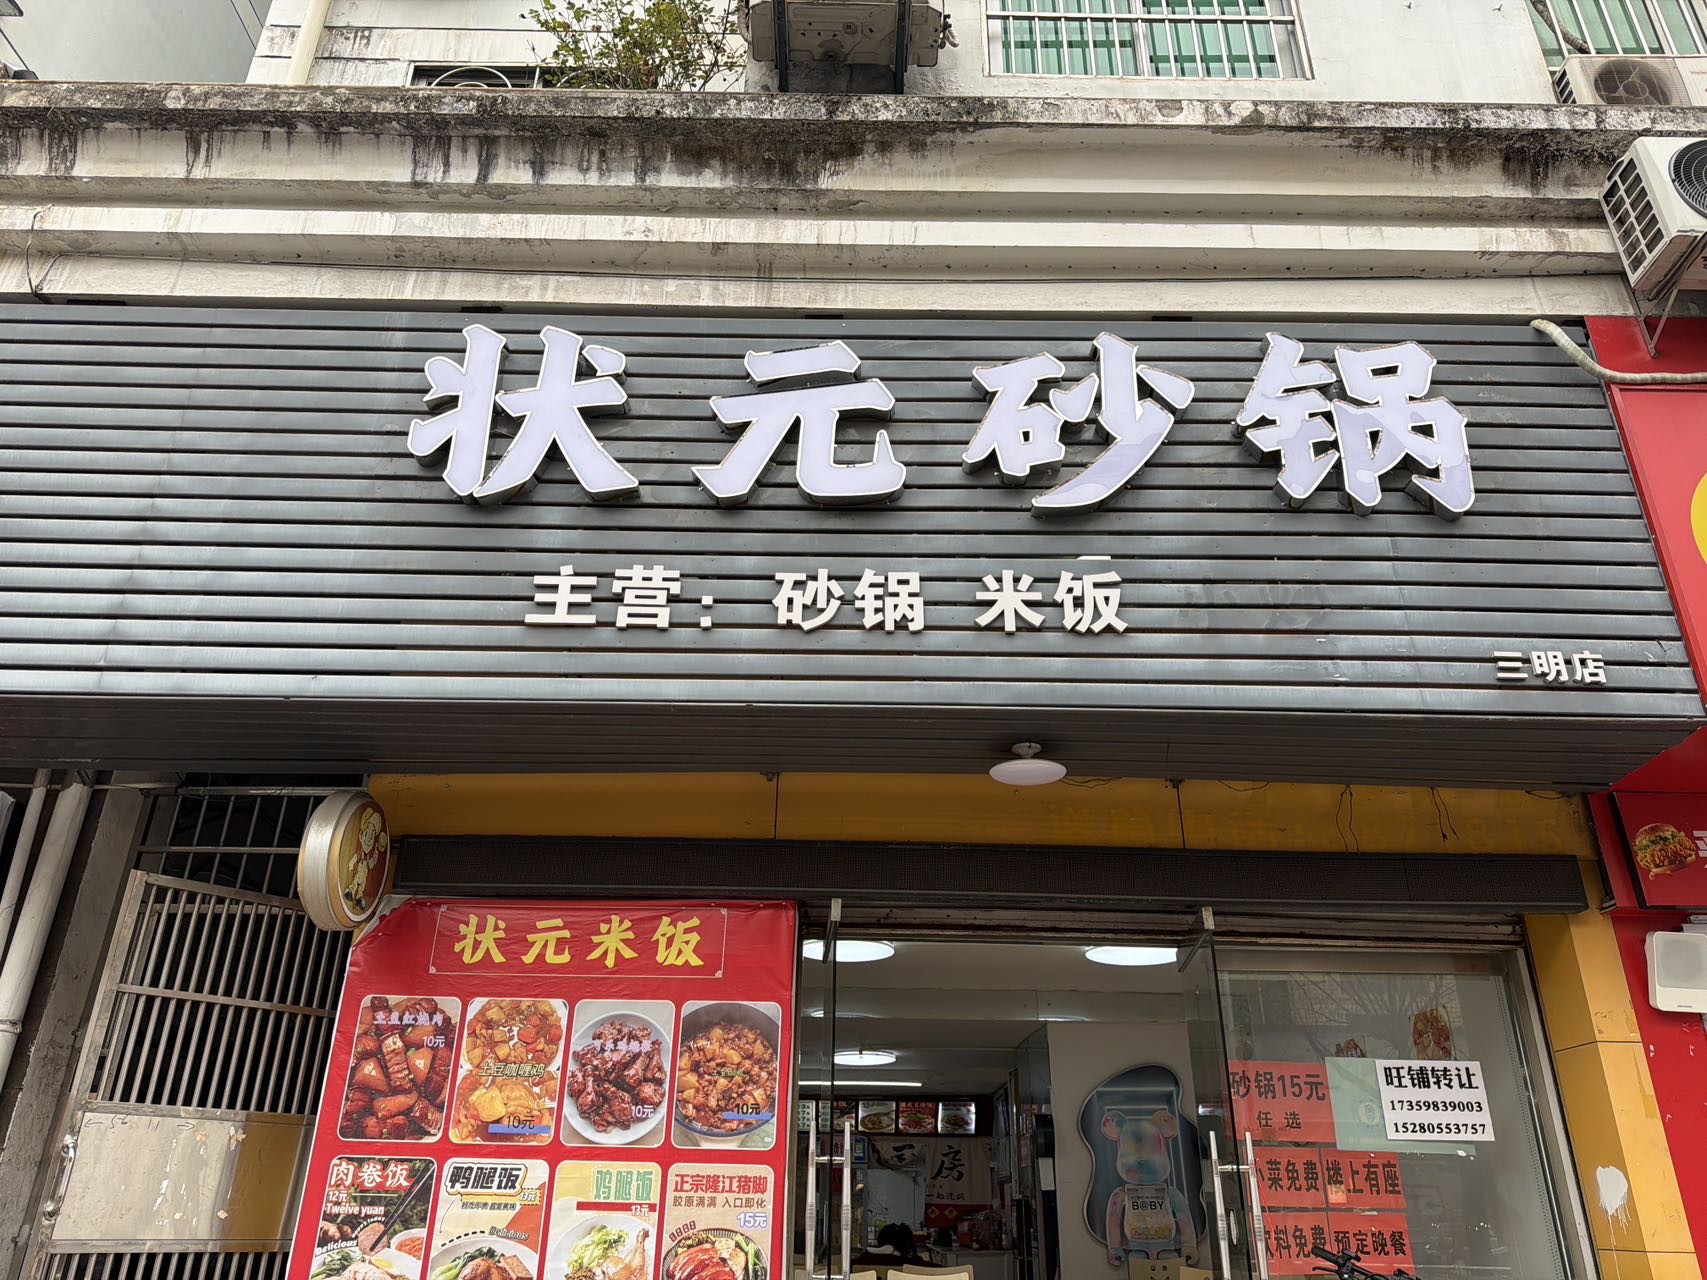 状元砂锅
主营：砂锅 米饭
三明店
状元米饭
10元
土豆咖喱鸡
10元
10元
10元
肉卷饭
12元
Twelve yuan
Delicious
鸭腿饭
13元
Delicious
鸡腿饭
13元
正宗隆江猪脚
胶原满满 入口即化
15元
B@BY
砂锅15元
任选
旺铺转让
17359839003
15280553757
菜免费 楼上有座
料免费 预定晚餐